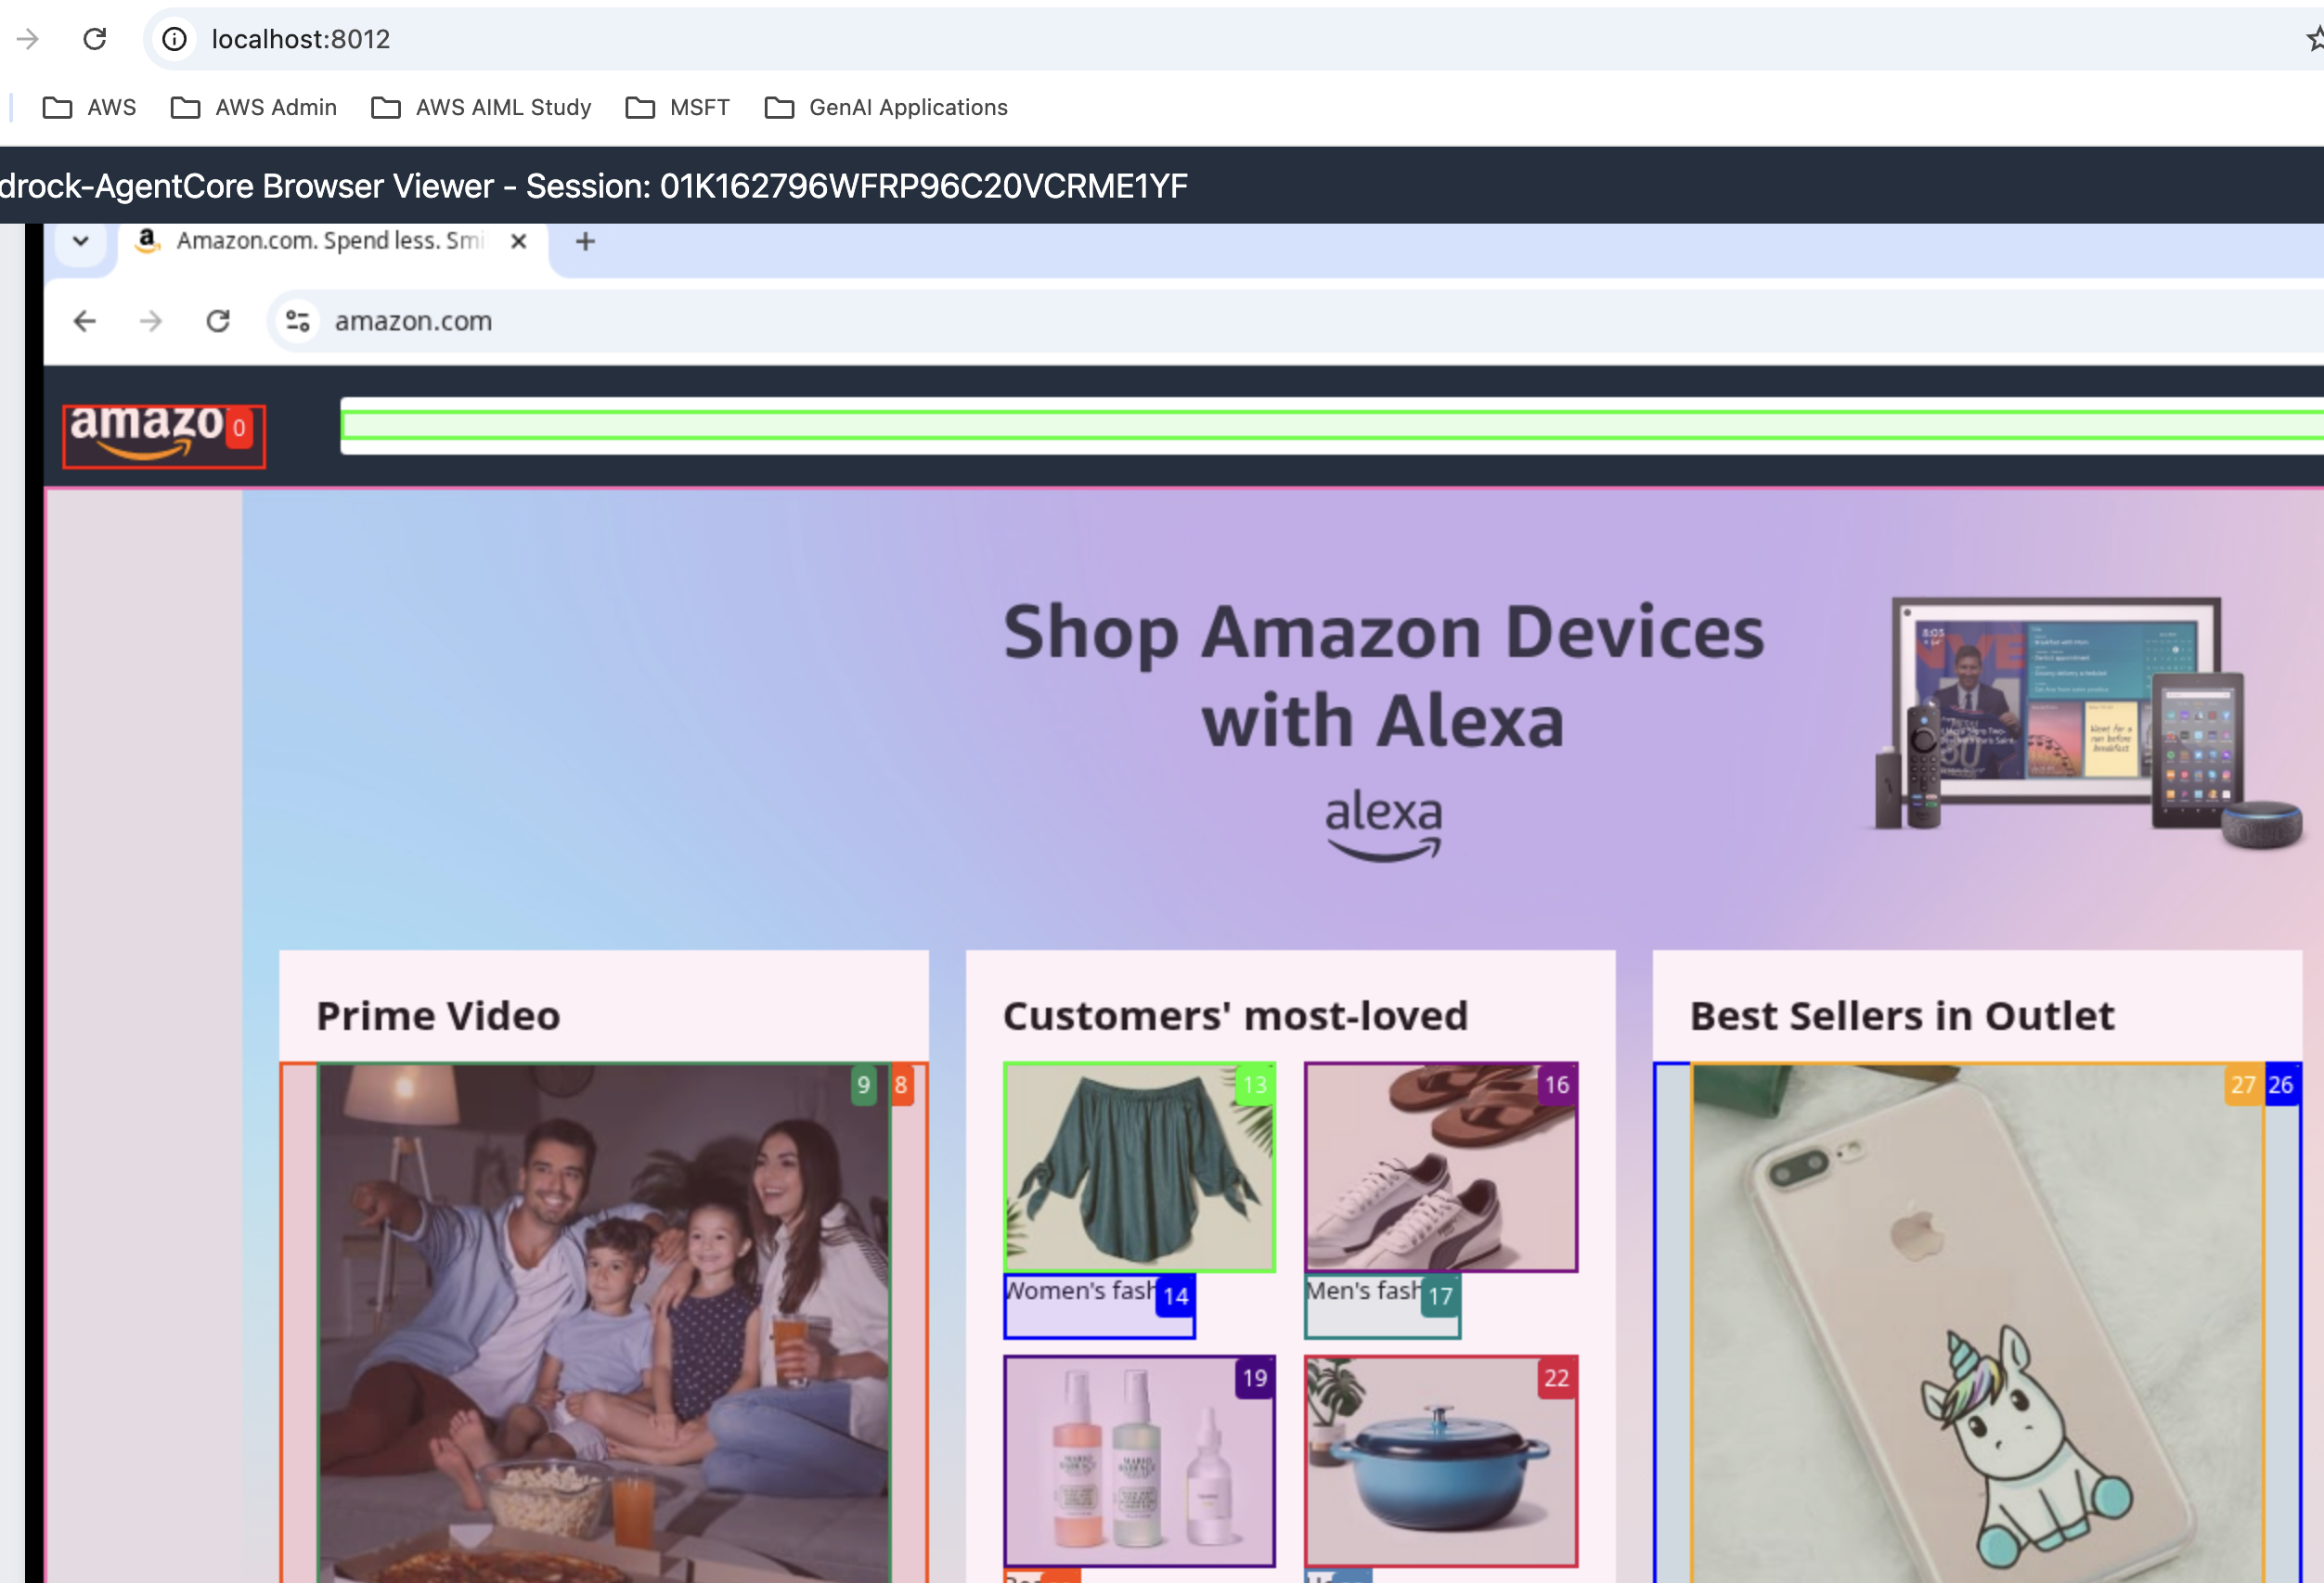 localhost:8012
AWS AWS Admin AWS AIML Study MSFT GenAI Applications
drock-AgentCore Browser Viewer - Session: 01K162796WFRP96C20VCRME1YF
a Amazon.com. Spend less. Smi
amazon.com
amazo 0
Shop Amazon Devices
with Alexa
alexa
8:05
Prime Video
Customers' most-loved
Best Sellers in Outlet
9 8
13
16
27 26
Women's fash 14
Men's fash 17
19
22